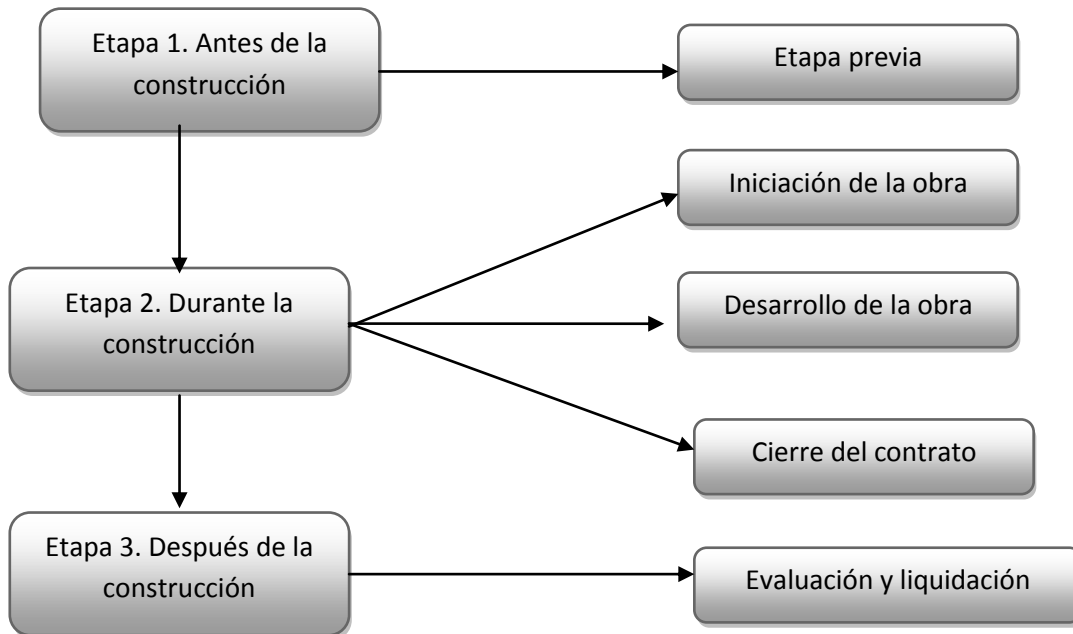 Etapa 1. Antes de la
construcción
Etapa previa
Iniciación de la obra
Etapa 2. Durante la
construcción
Desarrollo de la obra
Cierre del contrato
Etapa 3. Después de la
construcción
Evaluación y liquidación